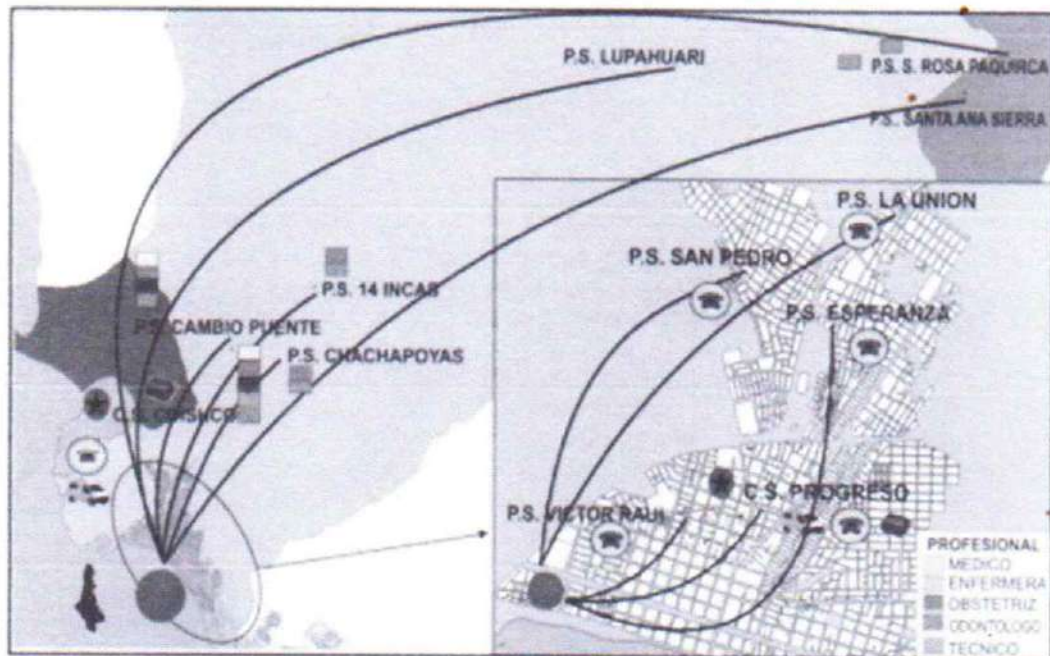 P.S. LUPAHUARI
P.S. S. ROSA PAQUIRCA
P.S. SANTA ANA SIERRA
P.S. LA UNION
P.S. SAN PEDRO
P.S. 14 INCAS
P.S. ESPERANZA
P.S. CAMBIO PUENTE
P.S. CHACHAPOYAS
C.S. COISHCO
C.S. PROGRESO
P.S. VICTOR RAUL
PROFESIONAL
MEDICO
ENFERMERA
OBSTETRIZ
ODONTOLOGO
TECNICO